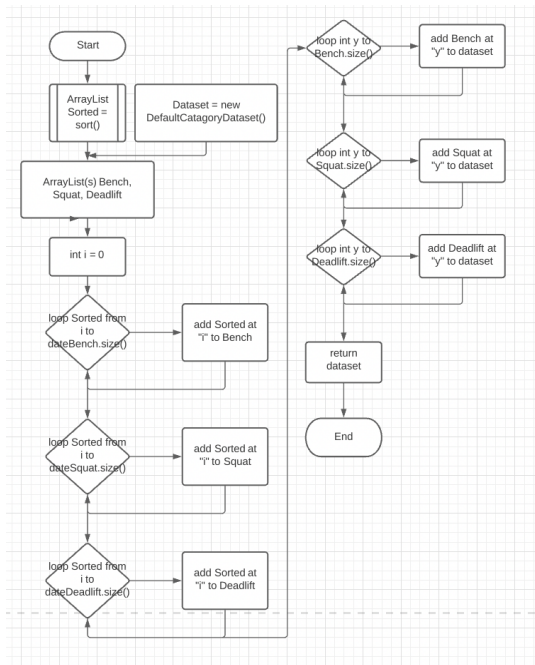 Start
ArrayList
Sorted =
sort()
Dataset = new
DefaultCatagoryDataset()
ArrayList(s) Bench,
Squat, Deadlift
int i = 0
loop Sorted from
i to
dateBench.size()
add Sorted at
"i" to Bench
loop Sorted from
i to
dateSquat.size()
add Sorted at
"i" to Squat
loop Sorted from
i to
dateDeadlift.size()
add Sorted at
"i" to Deadlift
loop int y to
Bench.size()
add Bench at
"y" to dataset
loop int y to
Squat.size()
add Squat at
"y" to dataset
loop int y to
Deadlift.size()
add Deadlift at
"y" to dataset
return
dataset
End